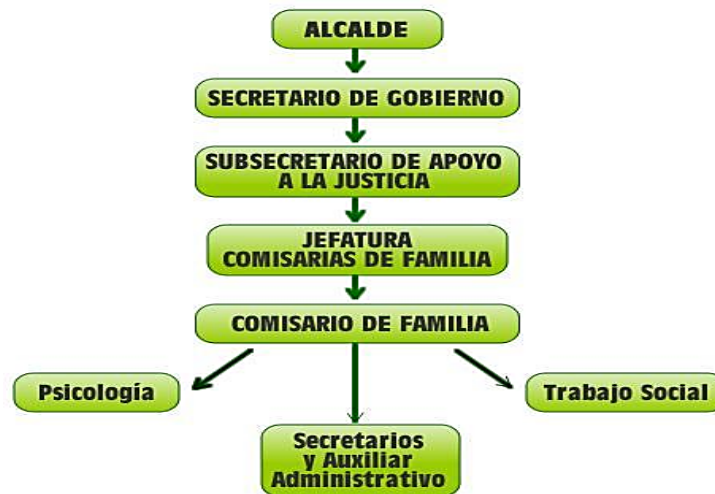 ALCALDE
SECRETARIO DE GOBIERNO
SUBSECRETARIO DE APOYO
A LA JUSTICIA
JEFATURA
COMISARIAS DE FAMILIA
COMISARIO DE FAMILIA
Psicología
Trabajo Social
Secretarios
y Auxiliar
Administrativo